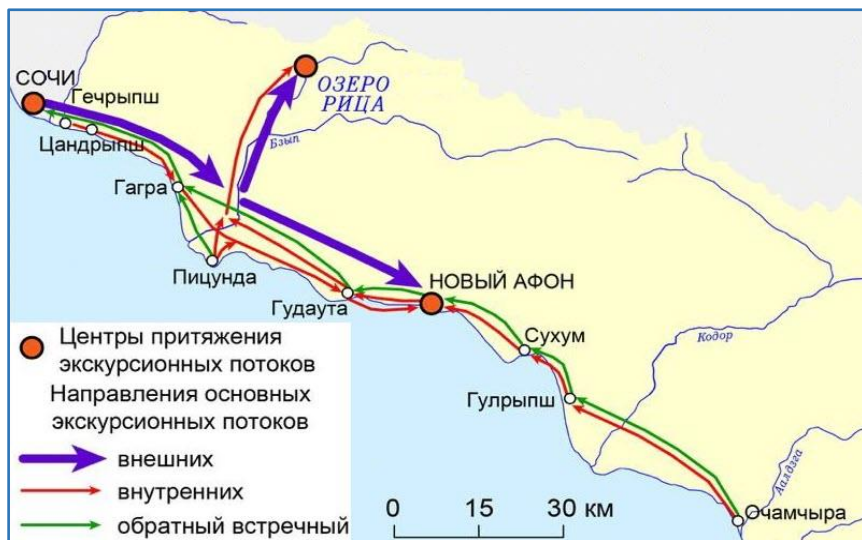 СОЧИ
Гечрыпш
Цандрыпш
Гагра
Пицунда
ОЗЕРО
РИЦА
Бзып
Гудаута
НОВЫЙ АФОН
Сухум
Гулрыпш
Кодор
Аалдзга
Очамчыра
Центры притяжения
экскурсионных потоков
Направления основных
экскурсионных потоков
внешних
внутренних
обратный встречный
0 15 30 км